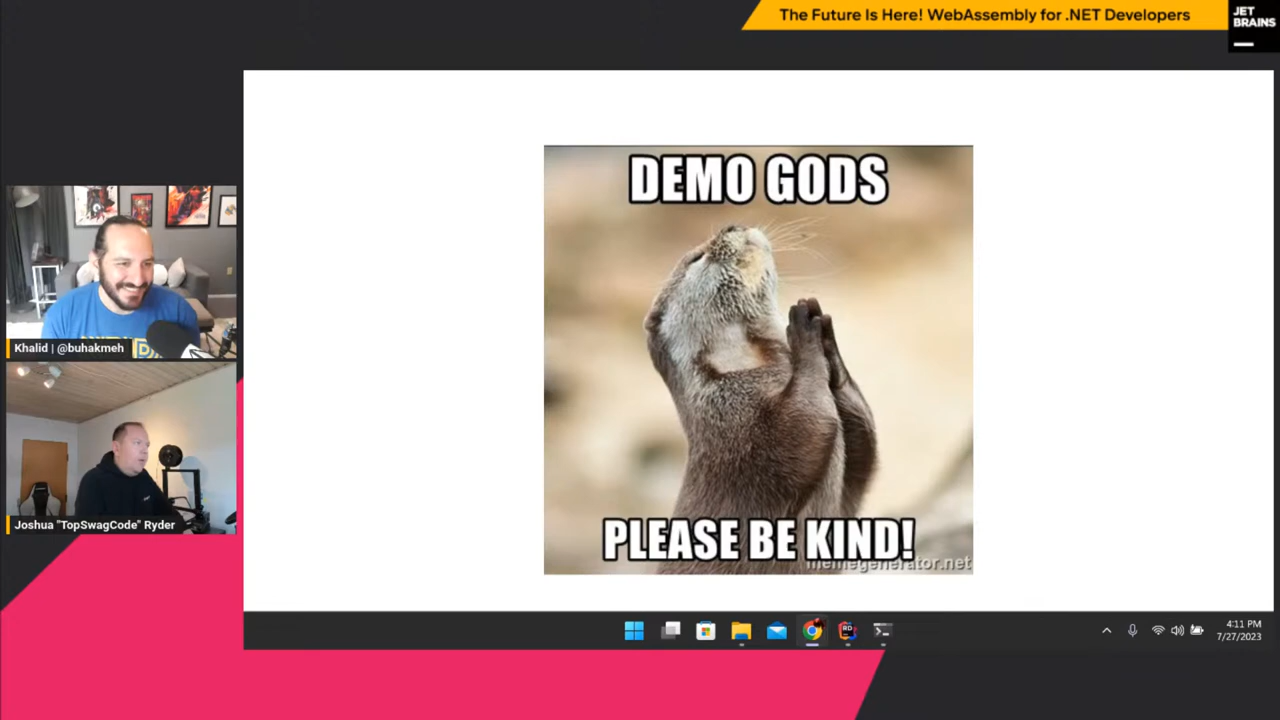 The Future Is Here! WebAssembly for .NET Developers
JET
BRAINS
DEMO GODS
PLEASE BE KIND!
memegenerator.net
Khalid | @buhakmeh
Joshua "TopSwagCode" Ryder
RD
4:11 PM
7/27/2023